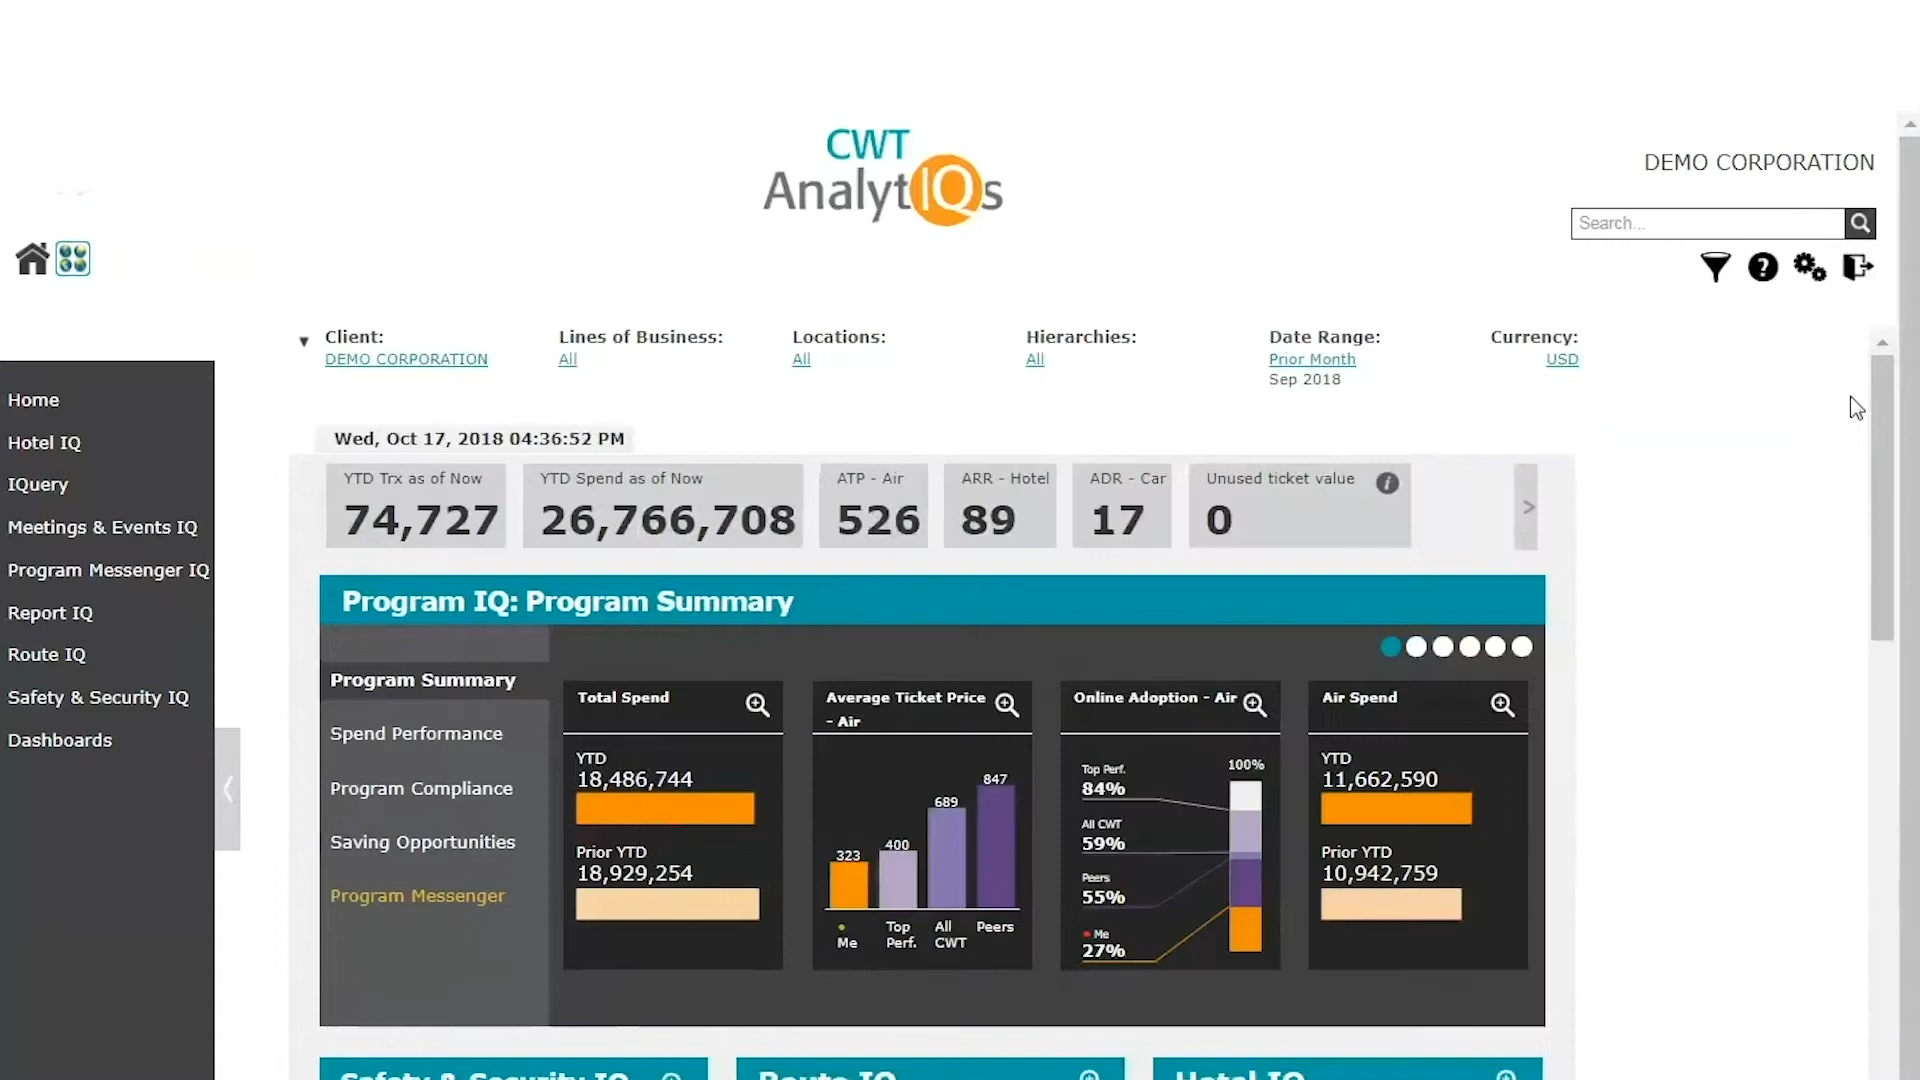 CWT
AnalytIQs
DEMO CORPORATION
Search...
Client:
DEMO CORPORATION
Lines of Business:
All
Locations:
All
Hierarchies:
All
Date Range:
Prior Month
Sep 2018
Currency:
USD
Home
Hotel IQ
IQuery
Meetings & Events IQ
Program Messenger IQ
Report IQ
Route IQ
Safety & Security IQ
Dashboards
Wed, Oct 17, 2018 04:36:52 PM
YTD Trx as of Now
74,727
YTD Spend as of Now
26,766,708
ATP - Air
526
ARR - Hotel
89
ADR - Car
17
Unused ticket value
0
Program IQ: Program Summary
Program Summary
Spend Performance
Program Compliance
Saving Opportunities
Program Messenger
Total Spend
YTD
18,486,744
Prior YTD
18,929,254
Average Ticket Price
- Air
323
400
689
847
Me
Top
Perf.
All
CWT
Peers
Online Adoption - Air
100%
Top Perf.
84%
All CWT
59%
Peers
55%
Me
27%
Air Spend
YTD
11,662,590
Prior YTD
10,942,759
Safety & Security IQ
Route IQ
Hotel IQ